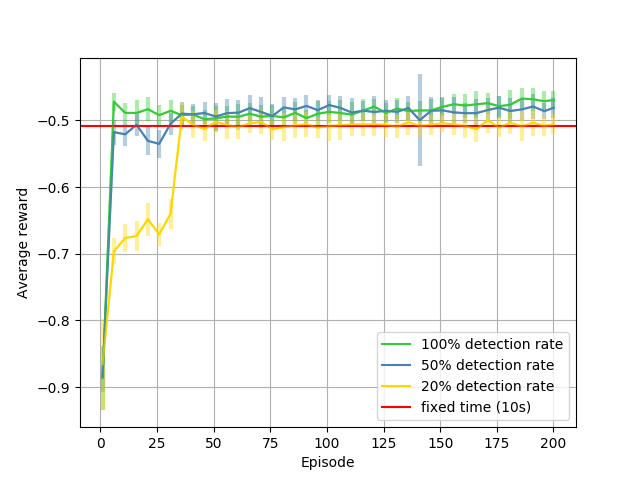 Average reward
−0.5
−0.6
−0.7
−0.8
−0.9
100% detection rate
50% detection rate
20% detection rate
fixed time (10s)
0
25
50
75
100
125
150
175
200
Episode